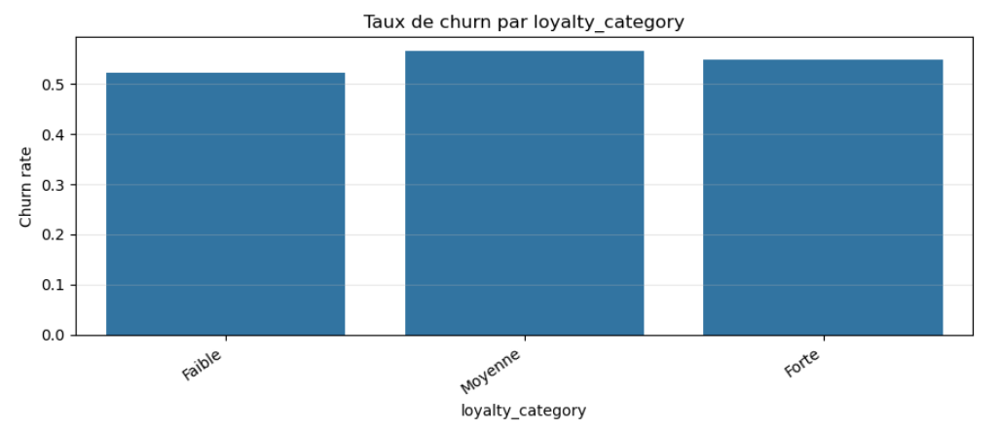 Taux de churn par loyalty_category
Churn rate
0.5
0.4
0.3
0.2
0.1
0.0
Faible
Moyenne
Forte
loyalty_category